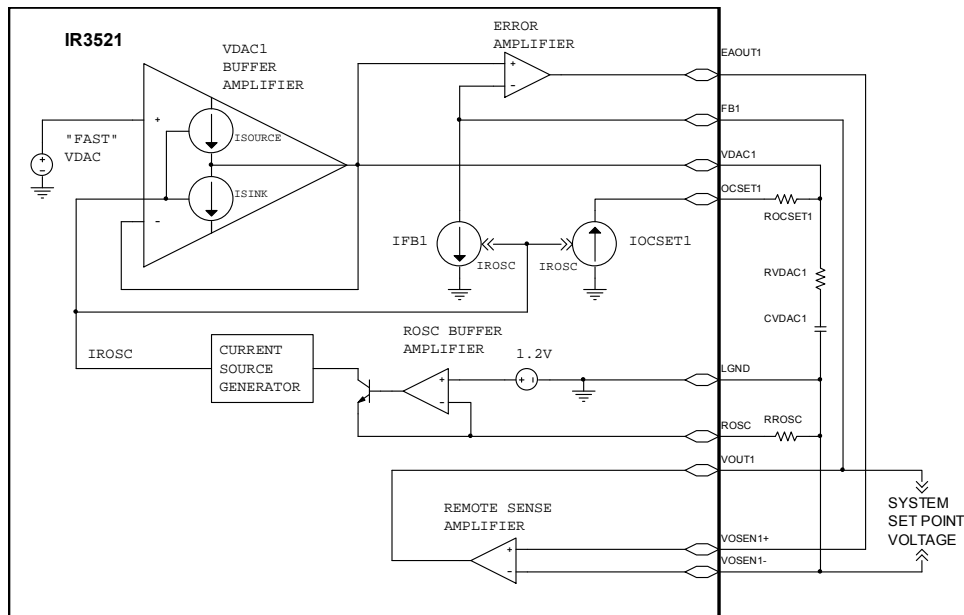 IR3521
VDAC1
BUFFER
AMPLIFIER
ERROR
AMPLIFIER
EAOUT1
+
-
FB1
+
ISOURCE
"FAST"
VDAC
+
-
VDAC1
ISINK
OCSET1
-
ROCSET1
IFB1
IROSC
IROSC
IOCSET1
RVDAC1
CVDAC1
ROSC BUFFER
AMPLIFIER
1.2V
IROSC
CURRENT
SOURCE
GENERATOR
+
-
+ -
LGND
ROSC
RROSC
VOUT1
REMOTE SENSE
AMPLIFIER
SYSTEM
SET POINT
VOLTAGE
+
-
VOSEN1+
VOSEN1-